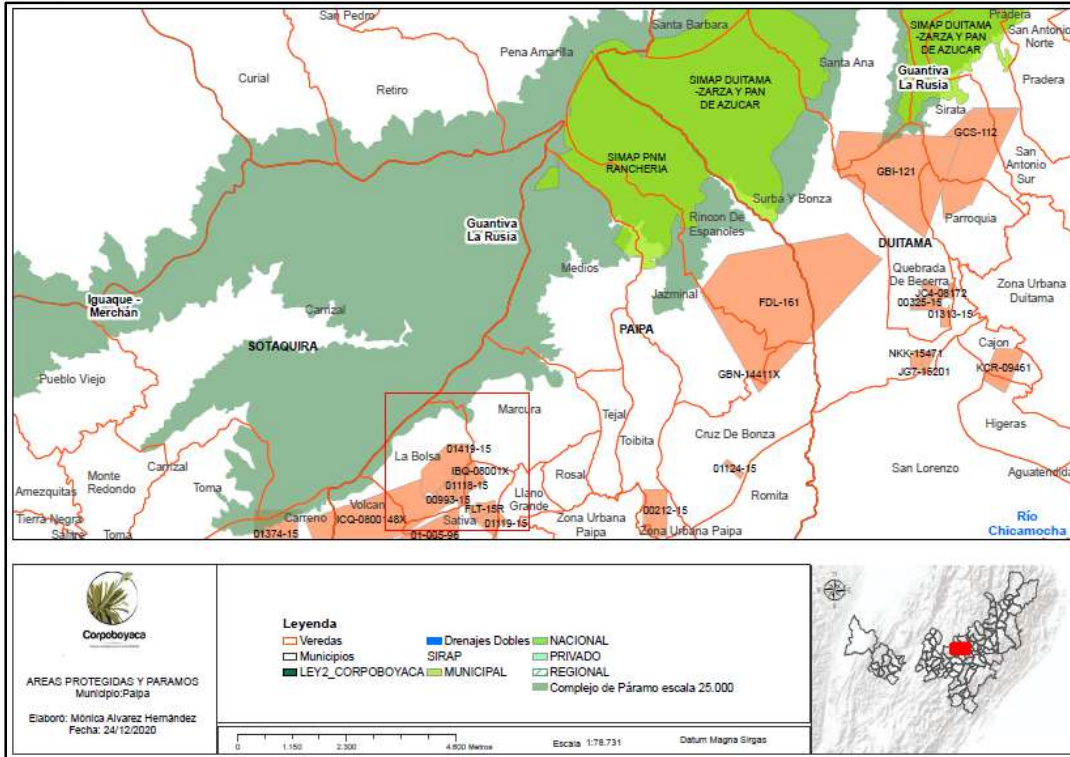 San Pedro
Santa Barbara
SIMAP DUITAMA
-ZARZA Y PAN
DE AZUCAR
Pradera
San Antonio
Norte
Curial
Pena Amarilla
Retiro
SIMAP DUITAMA
-ZARZA Y PAN
DE AZUCAR
Santa Ana
Guantiva
La Rusia
Pradera
Sirata
GCS-112
SIMAP PNM
RANCHERIA
GBI-121
San
Antonio
Sur
Surba Y Bonza
Parroquia
Guantiva
La Rusia
Rincon De
Espanoles
DUITAMA
Medios
Quebrada
De Becerra
Zona Urbana
Duitama
Jazminal
FDL-161
JC4-08172
00325-15
01313-15
Iguaque -
Merchán
Carrizal
SOTAQUIRA
PAIPA
Cajon
NKK-15471
JG7-15201
KCR-09461
Pueblo Viejo
GBN-14411X
Marcura
Tejal
Toibita
Higeras
Cruz De Bonza
La Bolsa
01419-15
IBQ-08001X
01118-15
00993-15
Carrizal
Monte
Redondo
Toma
Amezquitas
Rosal
Llano
Grande
01124-15
San Lorenzo
Aguatendida
Romita
Volcan
ICQ-0800148X
FLT-15R
Sativa
01119-15
00212-15
Tierra Negra
Salitre
Toma
01374-15
Carreno
01-005-96
Zona Urbana
Paipa
Zona Urbana Paipa
Río
Chicamocha
Corpoboyaca
AREAS PROTEGIDAS Y PARAMOS
Municipio:Paipa
Elaboró: Mónica Alvarez Hernández
Fecha: 24/12/2020
Leyenda
Veredas
Municipios
LEY2_CORPOBOYACA
Drenajes Dobles
SIRAP
MUNICIPAL
NACIONAL
PRIVADO
REGIONAL
Complejo de Páramo escala 25.000
0 1.150 2.300 4.600 Metros
Escala 1:78.731
Datum Magna Sirgas